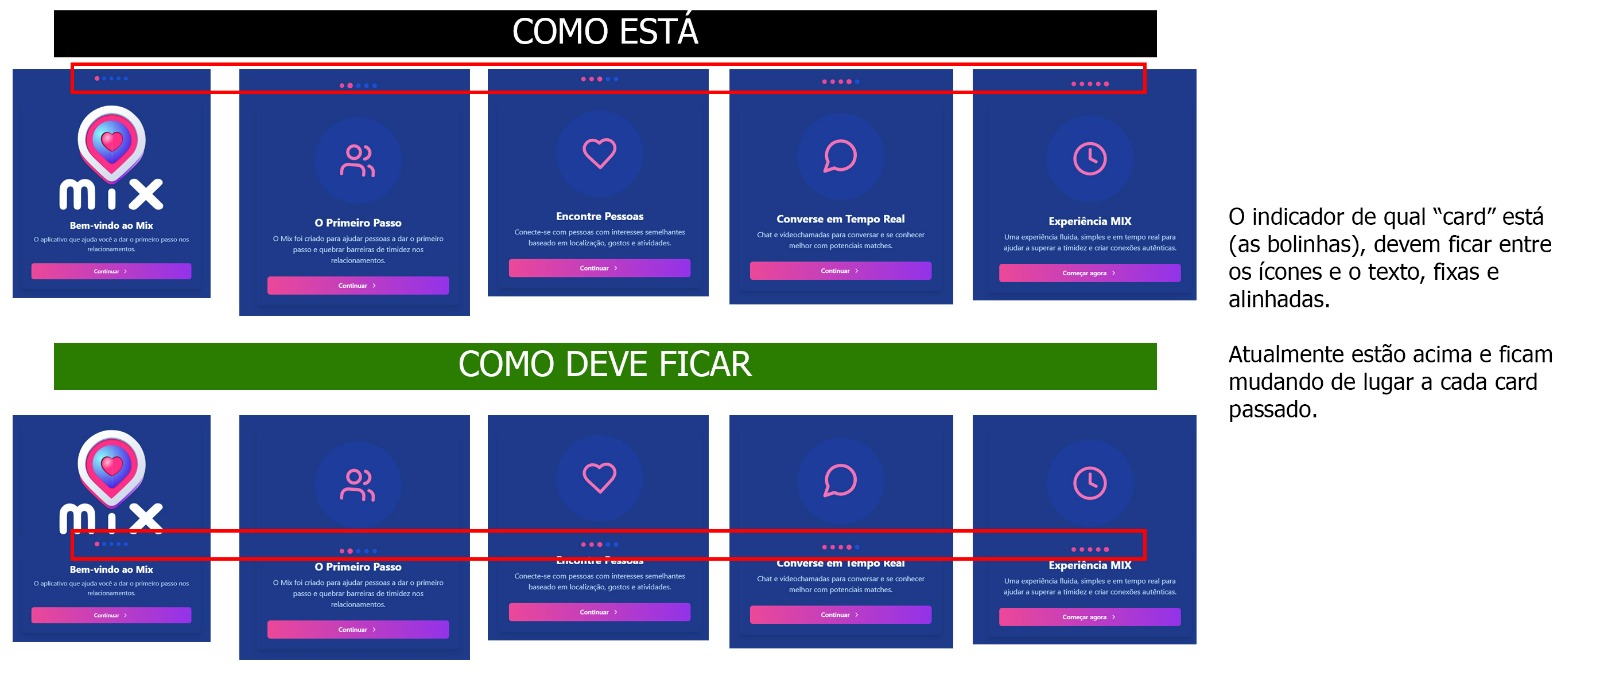 COMO ESTÁ
mix
Bem-vindo ao Mix
O aplicativo que ajuda você a dar o primeiro passo nos
relacionamentos.
Continuar
O Primeiro Passo
O Mix foi criado para ajudar pessoas a dar o primeiro
passo e quebrar barreiras de timidez nos
relacionamentos.
Continuar
Encontre Pessoas
Conecte-se com pessoas com interesses semelhantes
baseado em localização, gostos e atividades.
Continuar
Converse em Tempo Real
Chat e videochamadas para conversar e se conhecer
melhor com potenciais matches.
Continuar
Experiência MIX
Uma experiência fluida, simples e em tempo real para
ajudar a superar a timidez e criar conexões autênticas.
Começar agora
O indicador de qual “card” está
(as bolinhas), devem ficar entre
os ícones e o texto, fixas e
alinhadas.
Atualmente estão acima e ficam
mudando de lugar a cada card
passado.
COMO DEVE FICAR
mix
Bem-vindo ao Mix
O aplicativo que ajuda você a dar o primeiro passo nos
relacionamentos.
Continuar
O Primeiro Passo
O Mix foi criado para ajudar pessoas a dar o primeiro
passo e quebrar barreiras de timidez nos
relacionamentos.
Continuar
Encontre Pessoas
Conecte-se com pessoas com interesses semelhantes
baseado em localização, gostos e atividades.
Continuar
Converse em Tempo Real
Chat e videochamadas para conversar e se conhecer
melhor com potenciais matches.
Continuar
Experiência MIX
Uma experiência fluida, simples e em tempo real para
ajudar a superar a timidez e criar conexões autênticas.
Começar agora